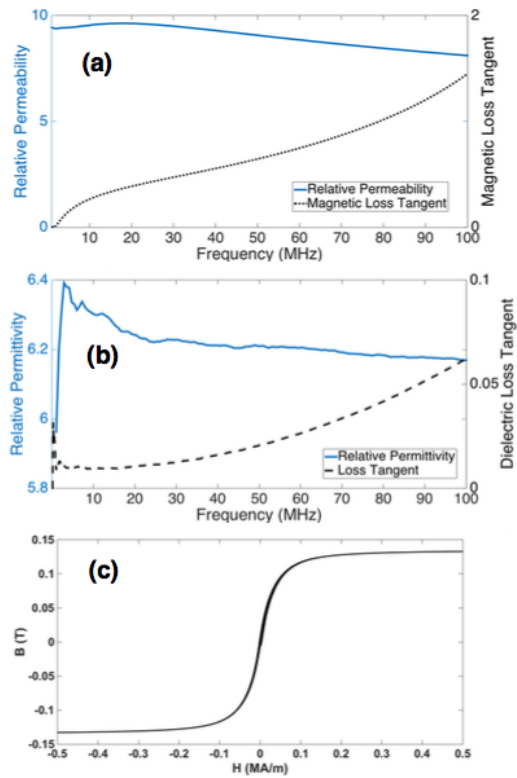 10
2
(a)
Relative Permeability
5
1
Magnetic Loss Tangent
Relative Permeability
Magnetic Loss Tangent
0
0
10 20 30 40 50 60 70 80 90 100
Frequency (MHz)
6.4
0.1
Relative Permittivity
6.2
(b)
0.05
Dielectric Loss Tangent
6
Relative Permittivity
Loss Tangent
5.8
0
10 20 30 40 50 60 70 80 90 100
Frequency (MHz)
0.15
(c)
0.1
0.05
B (T)
0
-0.05
-0.1
-0.15
-0.5 -0.4 -0.3 -0.2 -0.1 0 0.1 0.2 0.3 0.4 0.5
H (MA/m)